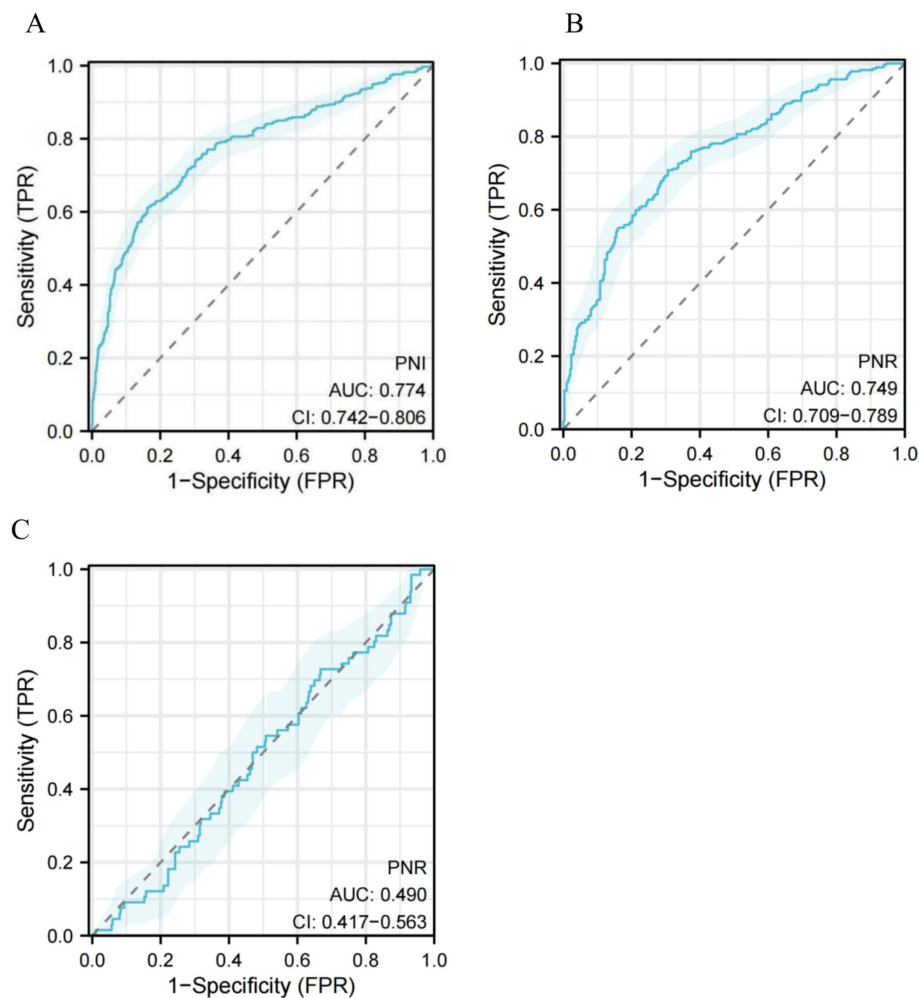 A
1.0
0.8
0.6
0.4
0.2
0.0
Sensitivity (TPR)
PNI
AUC: 0.774
CI: 0.742−0.806
0.0 0.2 0.4 0.6 0.8 1.0
1−Specificity (FPR)
B
1.0
0.8
0.6
0.4
0.2
0.0
Sensitivity (TPR)
PNR
AUC: 0.749
CI: 0.709−0.789
0.0 0.2 0.4 0.6 0.8 1.0
1−Specificity (FPR)
C
1.0
0.8
0.6
0.4
0.2
0.0
Sensitivity (TPR)
PNR
AUC: 0.490
CI: 0.417−0.563
0.0 0.2 0.4 0.6 0.8 1.0
1−Specificity (FPR)